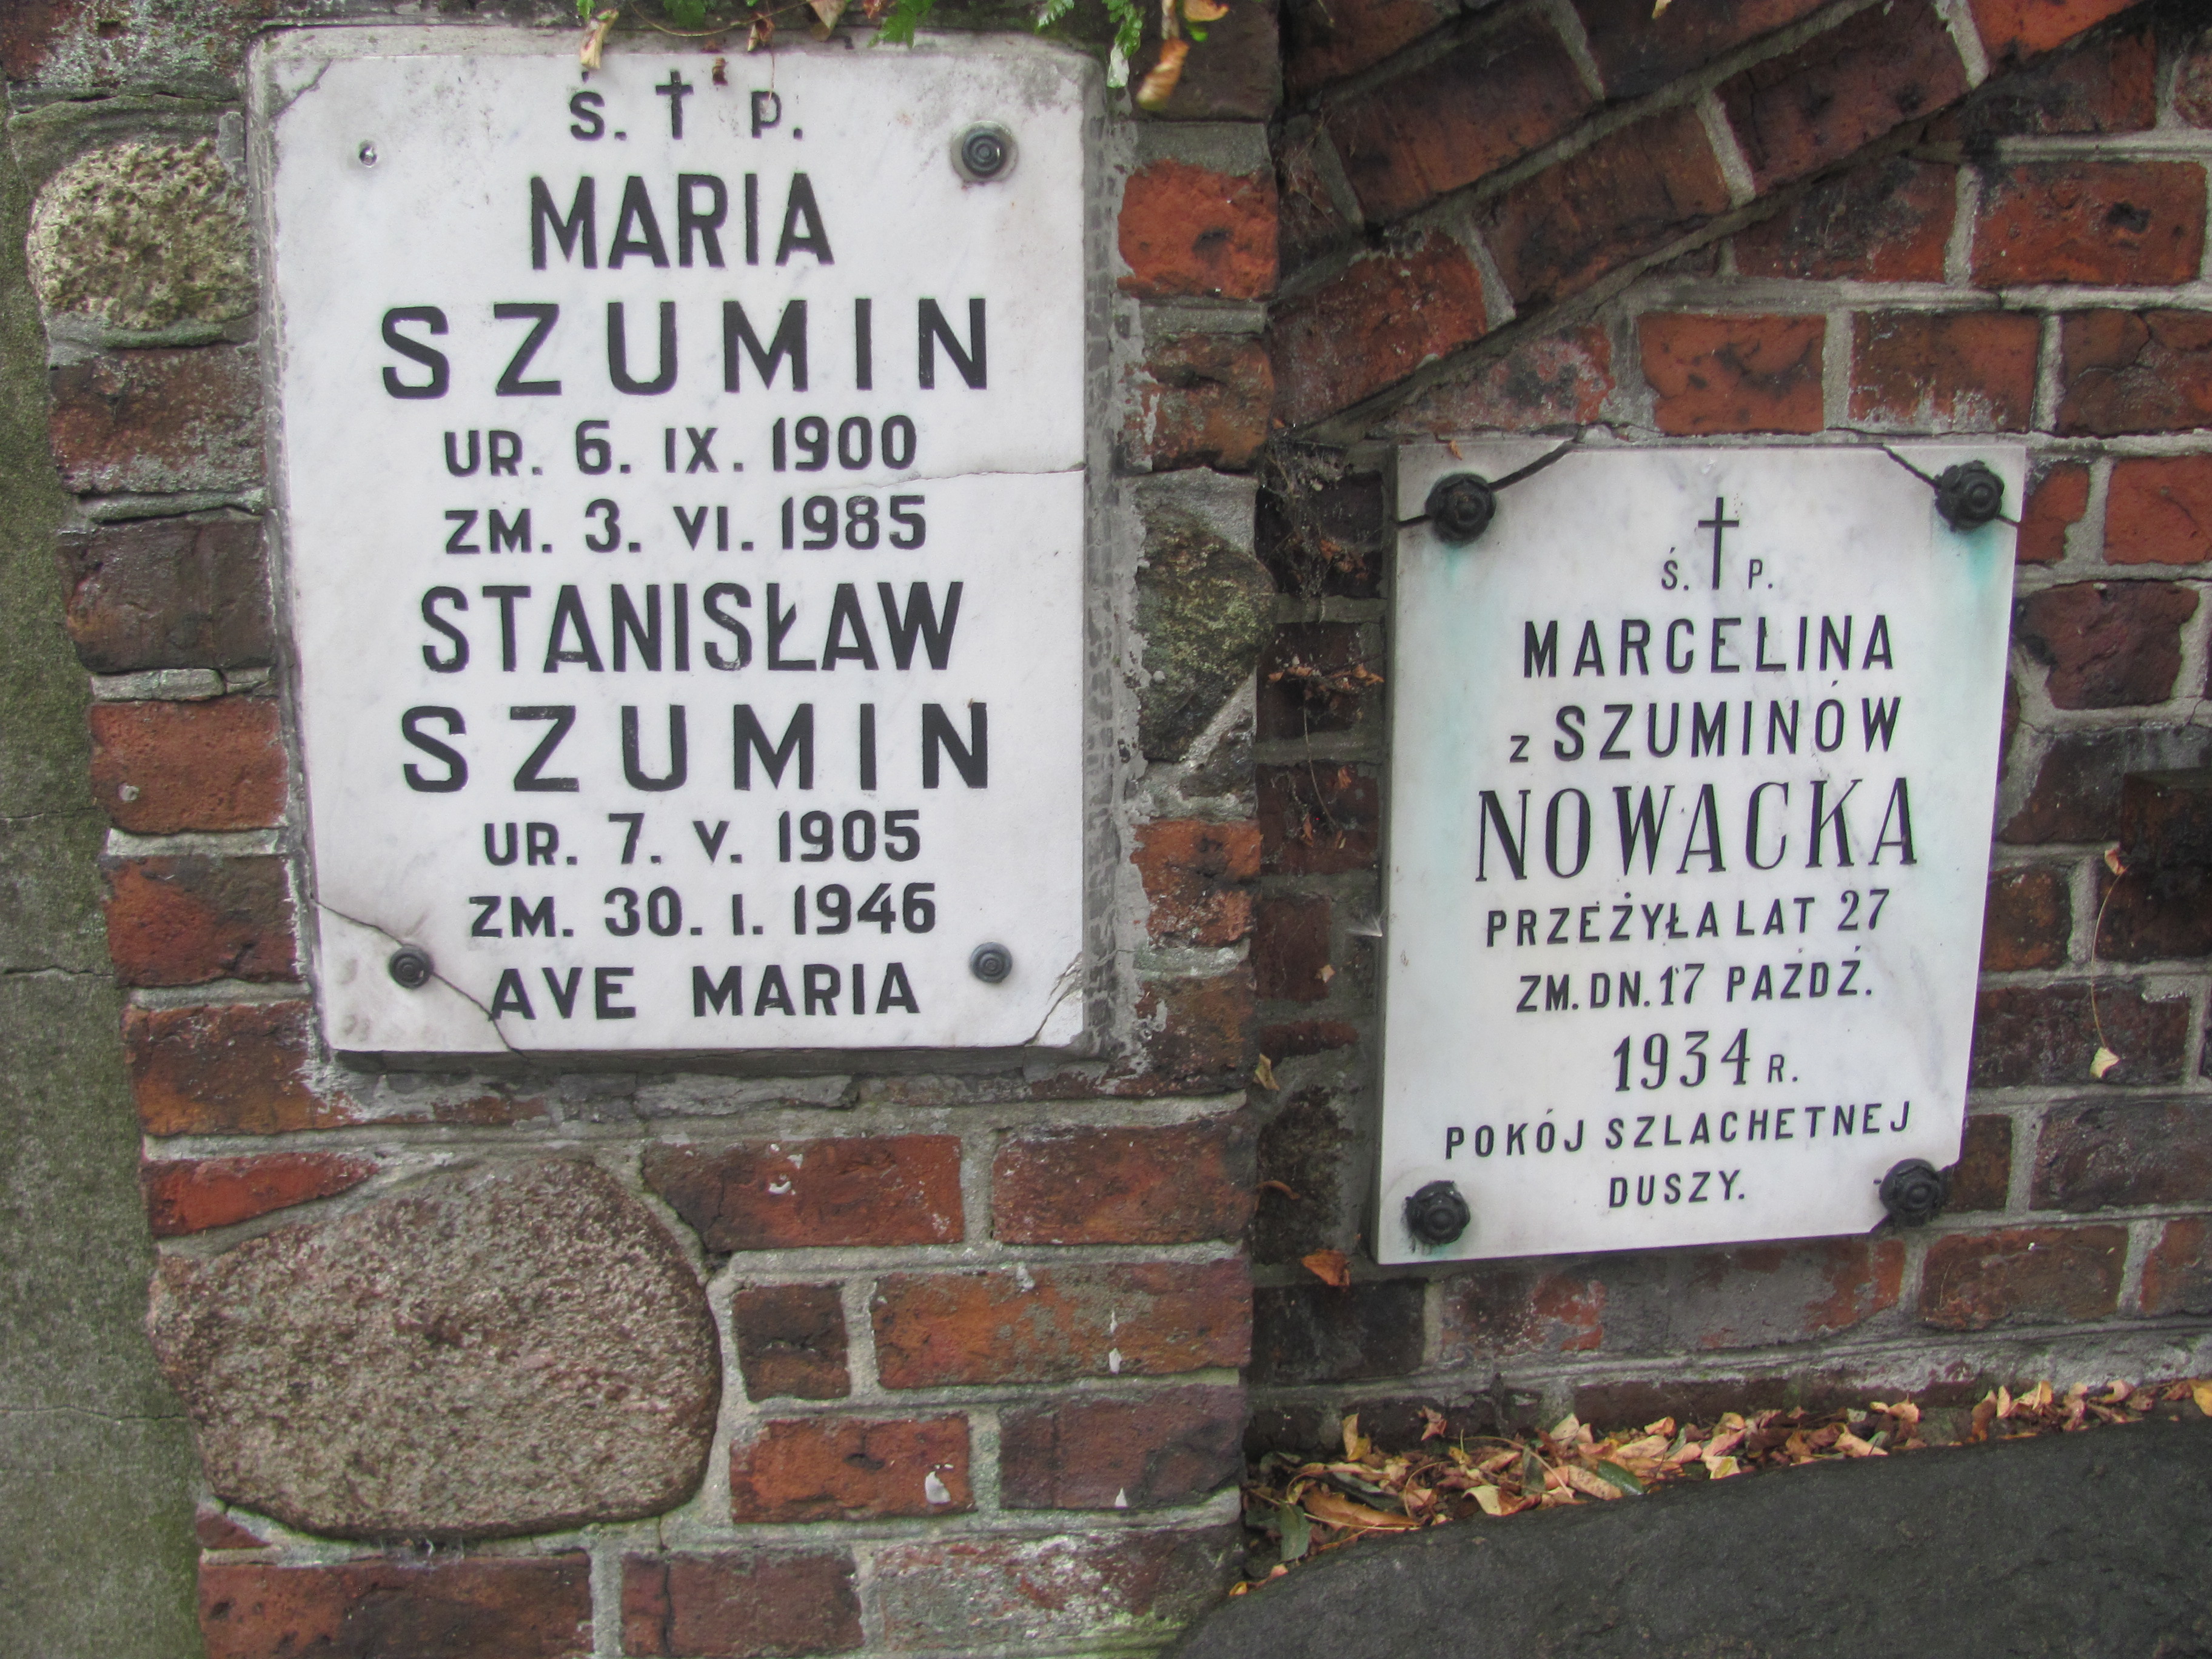 Ś. † P.
MARIA
SZUMIN
UR. 6. IX. 1900
ZM. 3. VI. 1985
STANISŁAW
SZUMIN
UR. 7. V. 1905
ZM. 30. I. 1946
AVE MARIA
Ś. † P.
MARCELINA
z SZUMINÓW
NOWACKA
PRZEŻYŁA LAT 27
ZM. DN. 17 PAZDŹ.
1934 R.
POKÓJ SZLACHETNEJ
DUSZY.